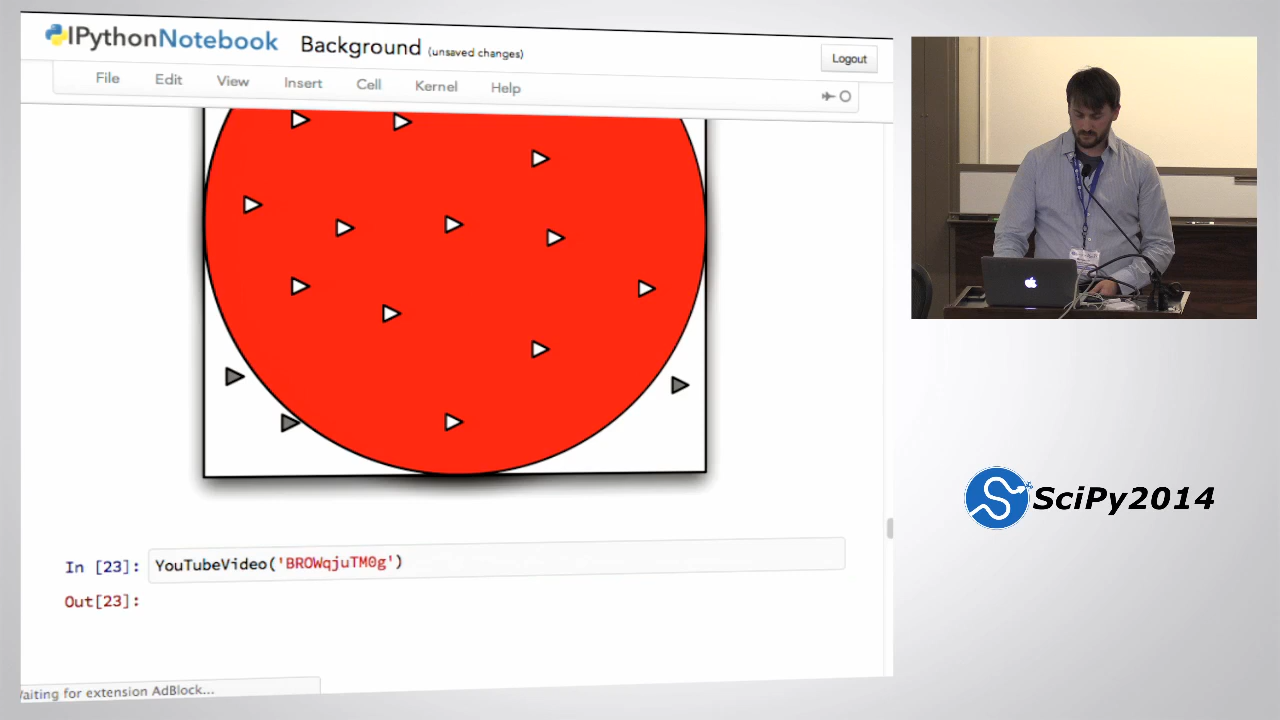 IPythonNotebook Background (unsaved changes)
Logout
File Edit View Insert Cell Kernel Help
In [23]: YouTubeVideo('BROWqjuTM0g')
Out[23]:
Waiting for extension AdBlock...
SciPy2014